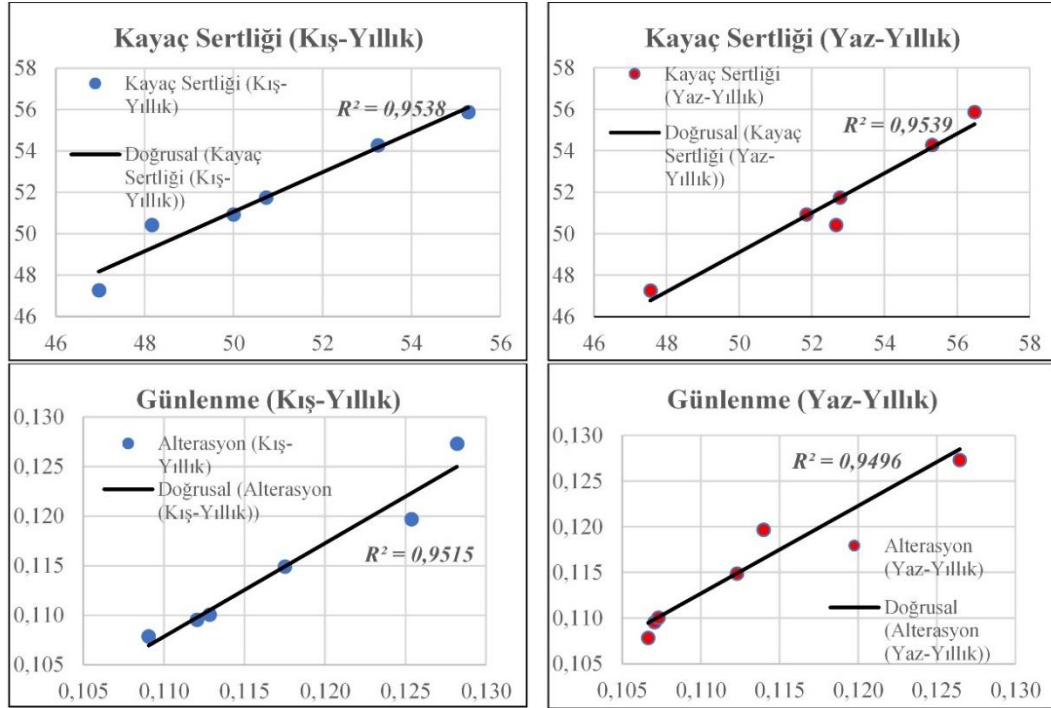 Kayaç Sertliği (Kış-Yıllık)
58
56
54
52
50
48
46
46
48
50
52
54
56
Kayaç Sertliği (Kış-
Yıllık)
R² = 0,9538
Doğrusal (Kayaç
Sertliği (Kış-
Yıllık))
Kayaç Sertliği (Yaz-Yıllık)
58
56
54
52
50
48
46
46
48
50
52
54
56
58
Kayaç Sertliği
(Yaz-Yıllık)
R² = 0,9539
Doğrusal (Kayaç
Sertliği (Yaz-
Yıllık))
Günlenme (Kış-Yıllık)
0,130
0,125
0,120
0,115
0,110
0,105
0,105
0,110
0,115
0,120
0,125
0,130
Alterasyon (Kış-
Yıllık)
Doğrusal (Alterasyon
(Kış-Yıllık))
R² = 0,9515
Günlenme (Yaz-Yıllık)
0,130
0,125
0,120
0,115
0,110
0,105
0,105
0,110
0,115
0,120
0,125
0,130
R² = 0,9496
Alterasyon
(Yaz-Yıllık)
Doğrusal
(Alterasyon
(Yaz-Yıllık))